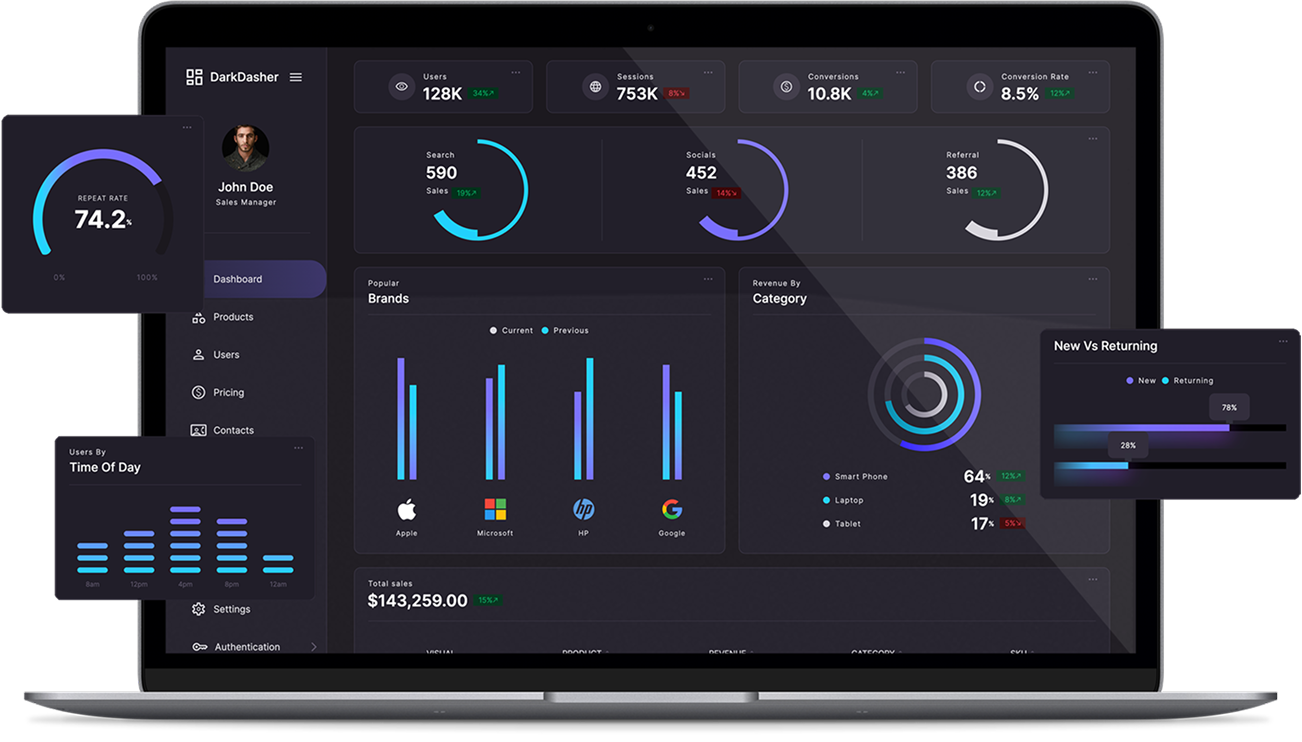 DarkDasher
John Doe
Sales Manager
Dashboard
Products
Users
Pricing
Contacts
Settings
Authentication
REPEAT RATE
74.2%
0%
100%
Users By
Time Of Day
8am
12pm
4pm
8pm
12am
Users
128K 34%↗
Sessions
753K 8%↘
Conversions
10.8K 4%↗
Conversion Rate
8.5% 12%↗
Search
590
Sales 19%↗
Socials
452
Sales 14%↘
Referral
386
Sales 12%↗
Popular
Brands
Current
Previous
Apple
Microsoft
hp
HP
G
Google
Revenue By
Category
Smart Phone 64% 12%↗
Laptop 19% 8%↗
Tablet 17% 5%↘
New Vs Returning
New
Returning
78%
28%
Total sales
$143,259.00 15%↗
VISUAL
PRODUCT
REVENUE
CATEGORY
SKU